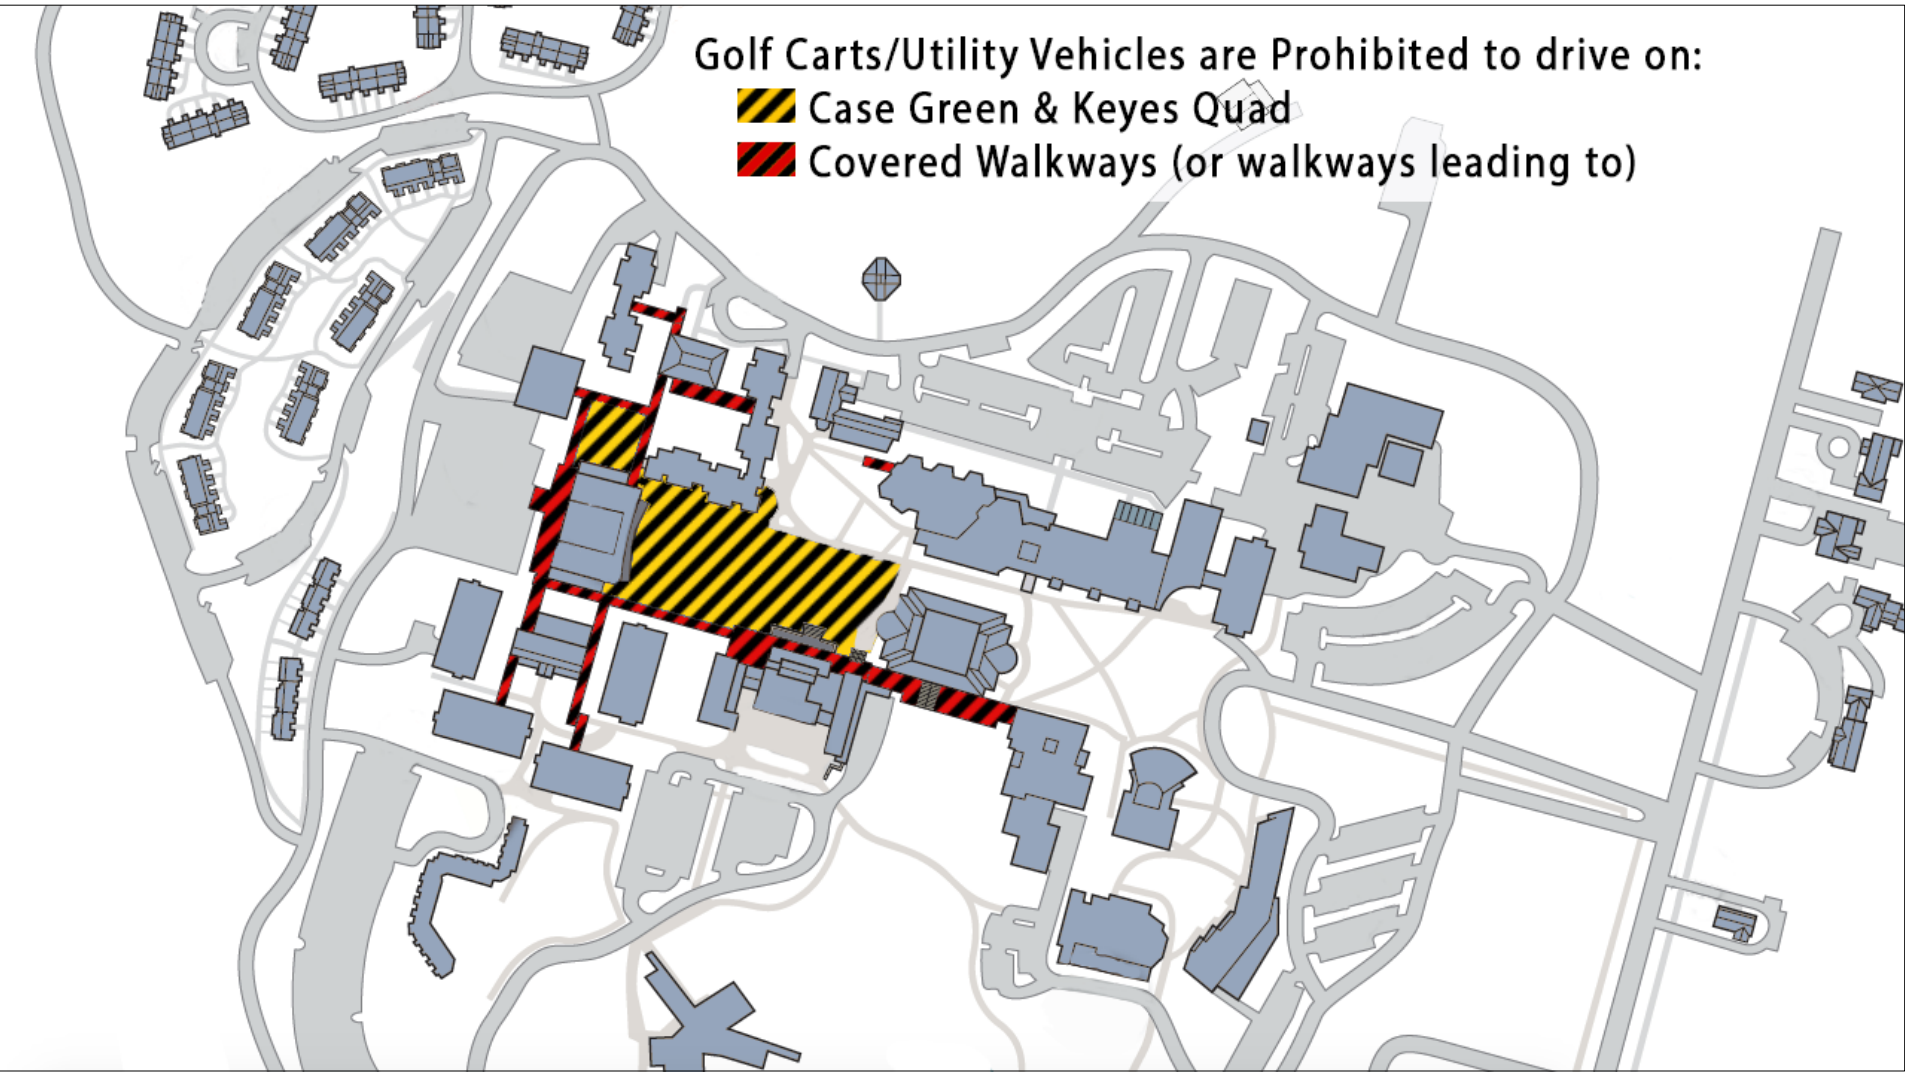 Golf Carts/Utility Vehicles are Prohibited to drive on:
Case Green & Keyes Quad
Covered Walkways (or walkways leading to)